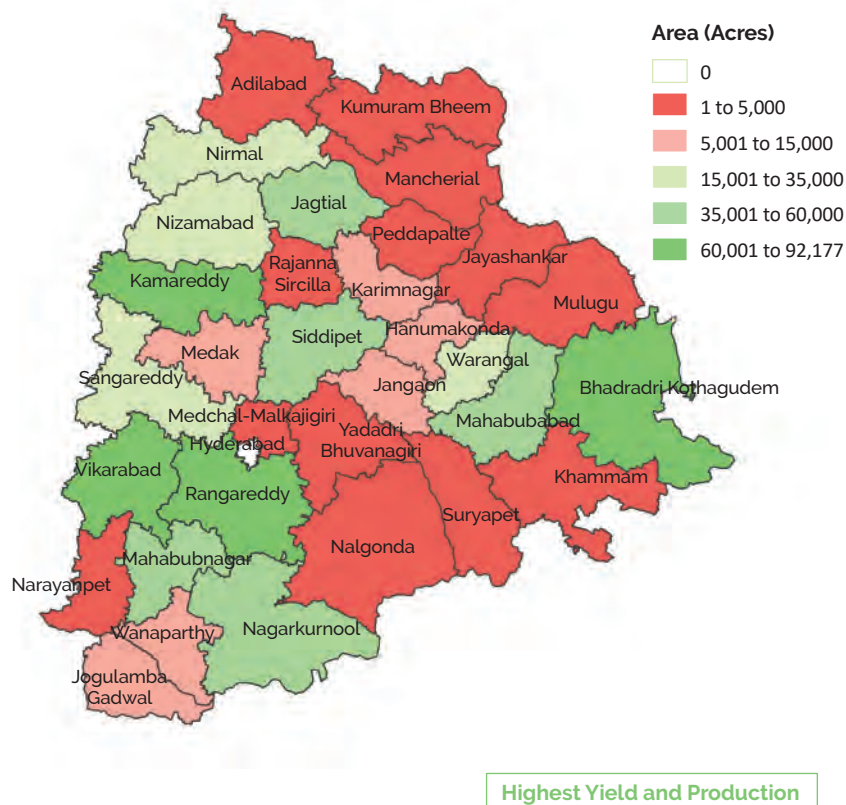 Area (Acres)
0
1 to 5,000
5,001 to 15,000
15,001 to 35,000
35,001 to 60,000
60,001 to 92,177
Adilabad
Kumuram Bheem
Nirmal
Mancherial
Jagtial
Nizamabad
Peddapalle
Jayashankar
Rajanna
Sircilla
Kamareddy
Karimnagar
Mulugu
Hanumakonda
Siddipet
Medak
Warangal
Sangareddy
Jangaon
Bhadradri Kothagudem
Medchal-Malkajigiri
Mahabubabad
Yadadri
Bhuvanagiri
Hyderabad
Vikarabad
Khammam
Rangareddy
Suryapet
Nalgonda
Mahabubnagar
Narayanpet
Wanaparthy
Nagarkurnool
Jogulamba
Gadwal
Highest Yield and Production